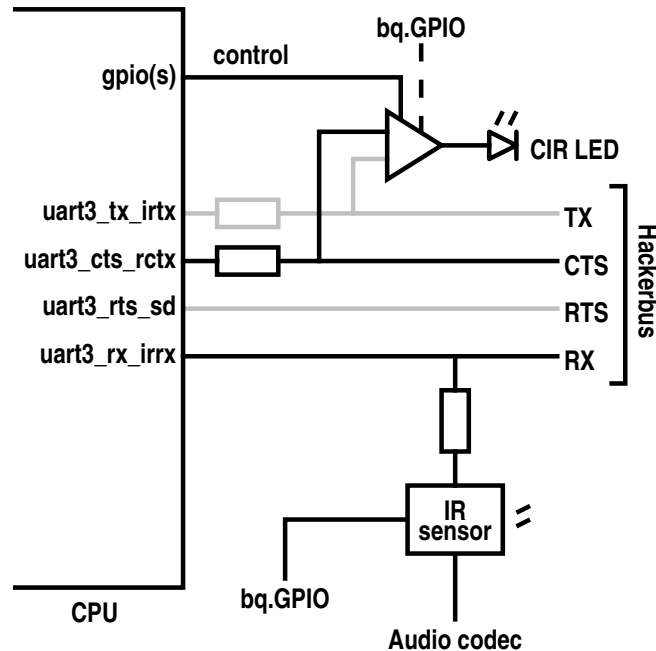 bq.GPIO
control
gpio(s)
CIR LED
uart3_tx_irtx
TX
uart3_cts_rctx
CTS
uart3_rts_sd
RTS
uart3_rx_irrx
RX
Hackerbus
IR
sensor
bq.GPIO
CPU
Audio codec